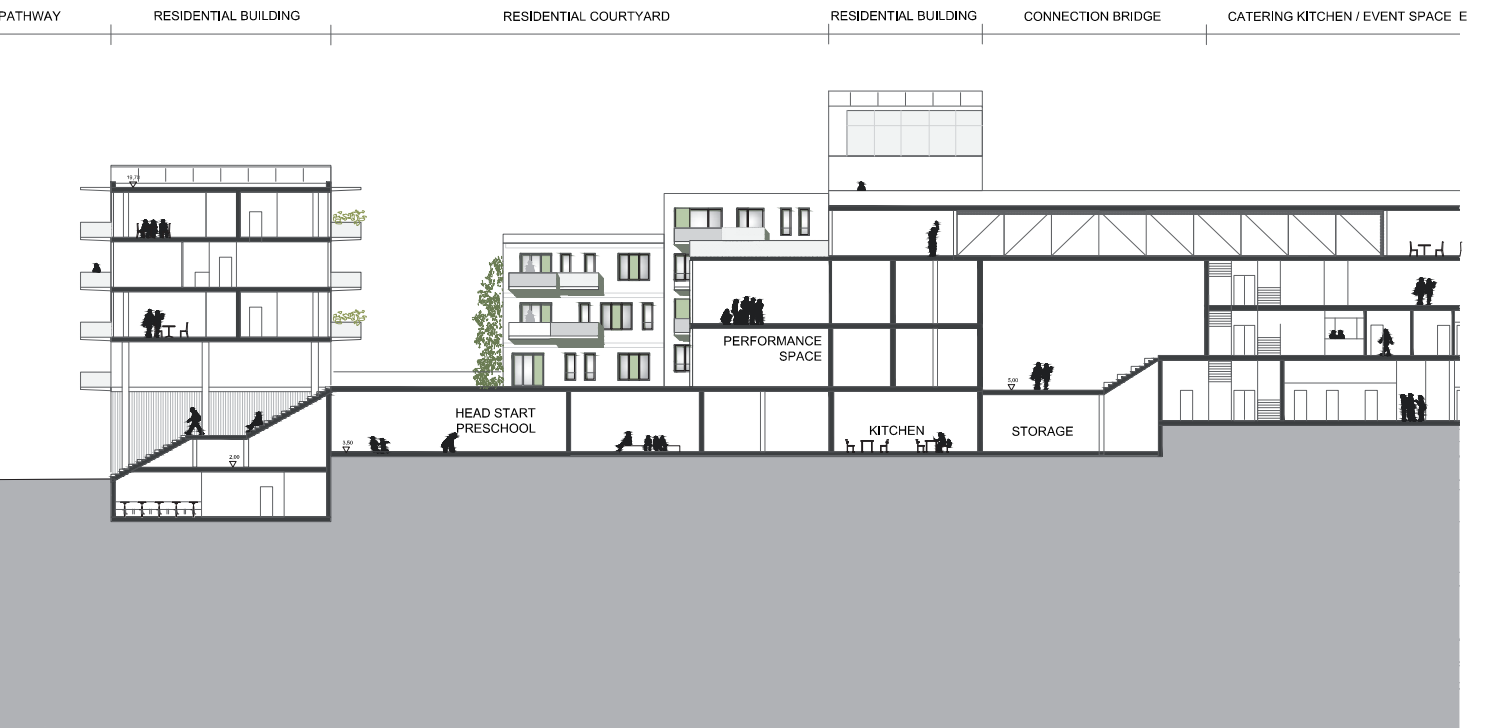 PATHWAY
RESIDENTIAL BUILDING
RESIDENTIAL COURTYARD
RESIDENTIAL BUILDING
CONNECTION BRIDGE
CATERING KITCHEN / EVENT SPACE E
PERFORMANCE
SPACE
5,00
HEAD START
PRESCHOOL
KITCHEN
STORAGE
3,50
2,00